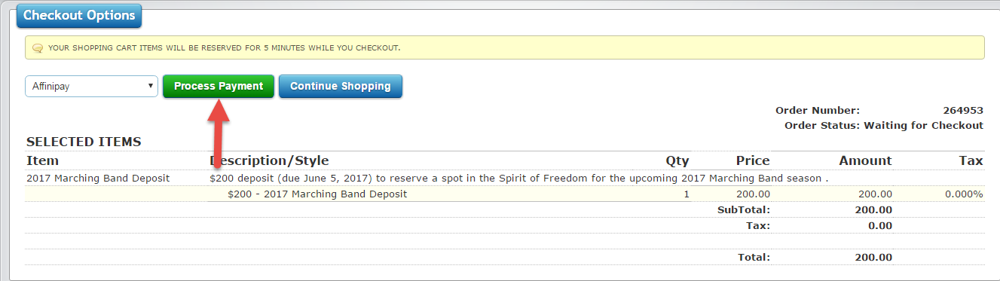 Checkout Options
YOUR SHOPPING CART ITEMS WILL BE RESERVED FOR 5 MINUTES WHILE YOU CHECKOUT.
Affinipay Process Payment Continue Shopping
Order Number: 264953
Order Status: Waiting for Checkout
SELECTED ITEMS
Item Description/Style Qty Price Amount Tax
2017 Marching Band Deposit $200 deposit (due June 5, 2017) to reserve a spot in the Spirit of Freedom for the upcoming 2017 Marching Band season .
$200 - 2017 Marching Band Deposit 1 200.00 200.00 0.000%
SubTotal: 200.00
Tax: 0.00
Total: 200.00